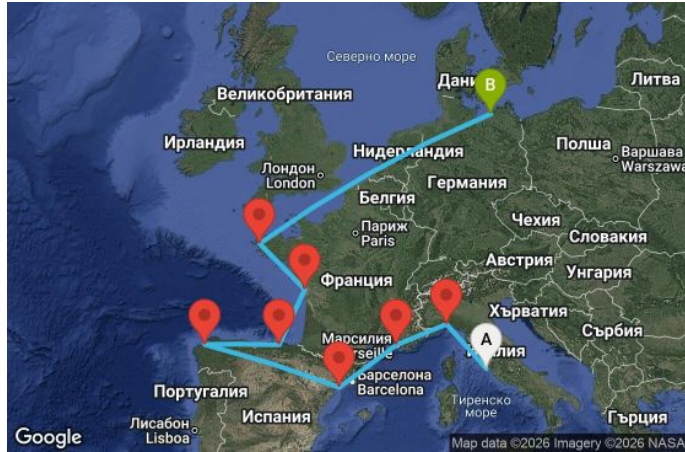 Северно море
Дани
B
Литва
Великобритания
Ирландия
Нидерландия
Полша
Варшава
Warszawa
Лондон
London
Белгия
Германия
Париж
Paris
Чехия
Словакия
Австрия
Унгария
Франция
Хърватия
Марсилия
Сърбия
A
Барселона
Barcelona
Португалия
Испания
Тиренско
море
Лисабон
Lisboa
Гърция
Google
Map data ©2026 Imagery ©2026 NASA